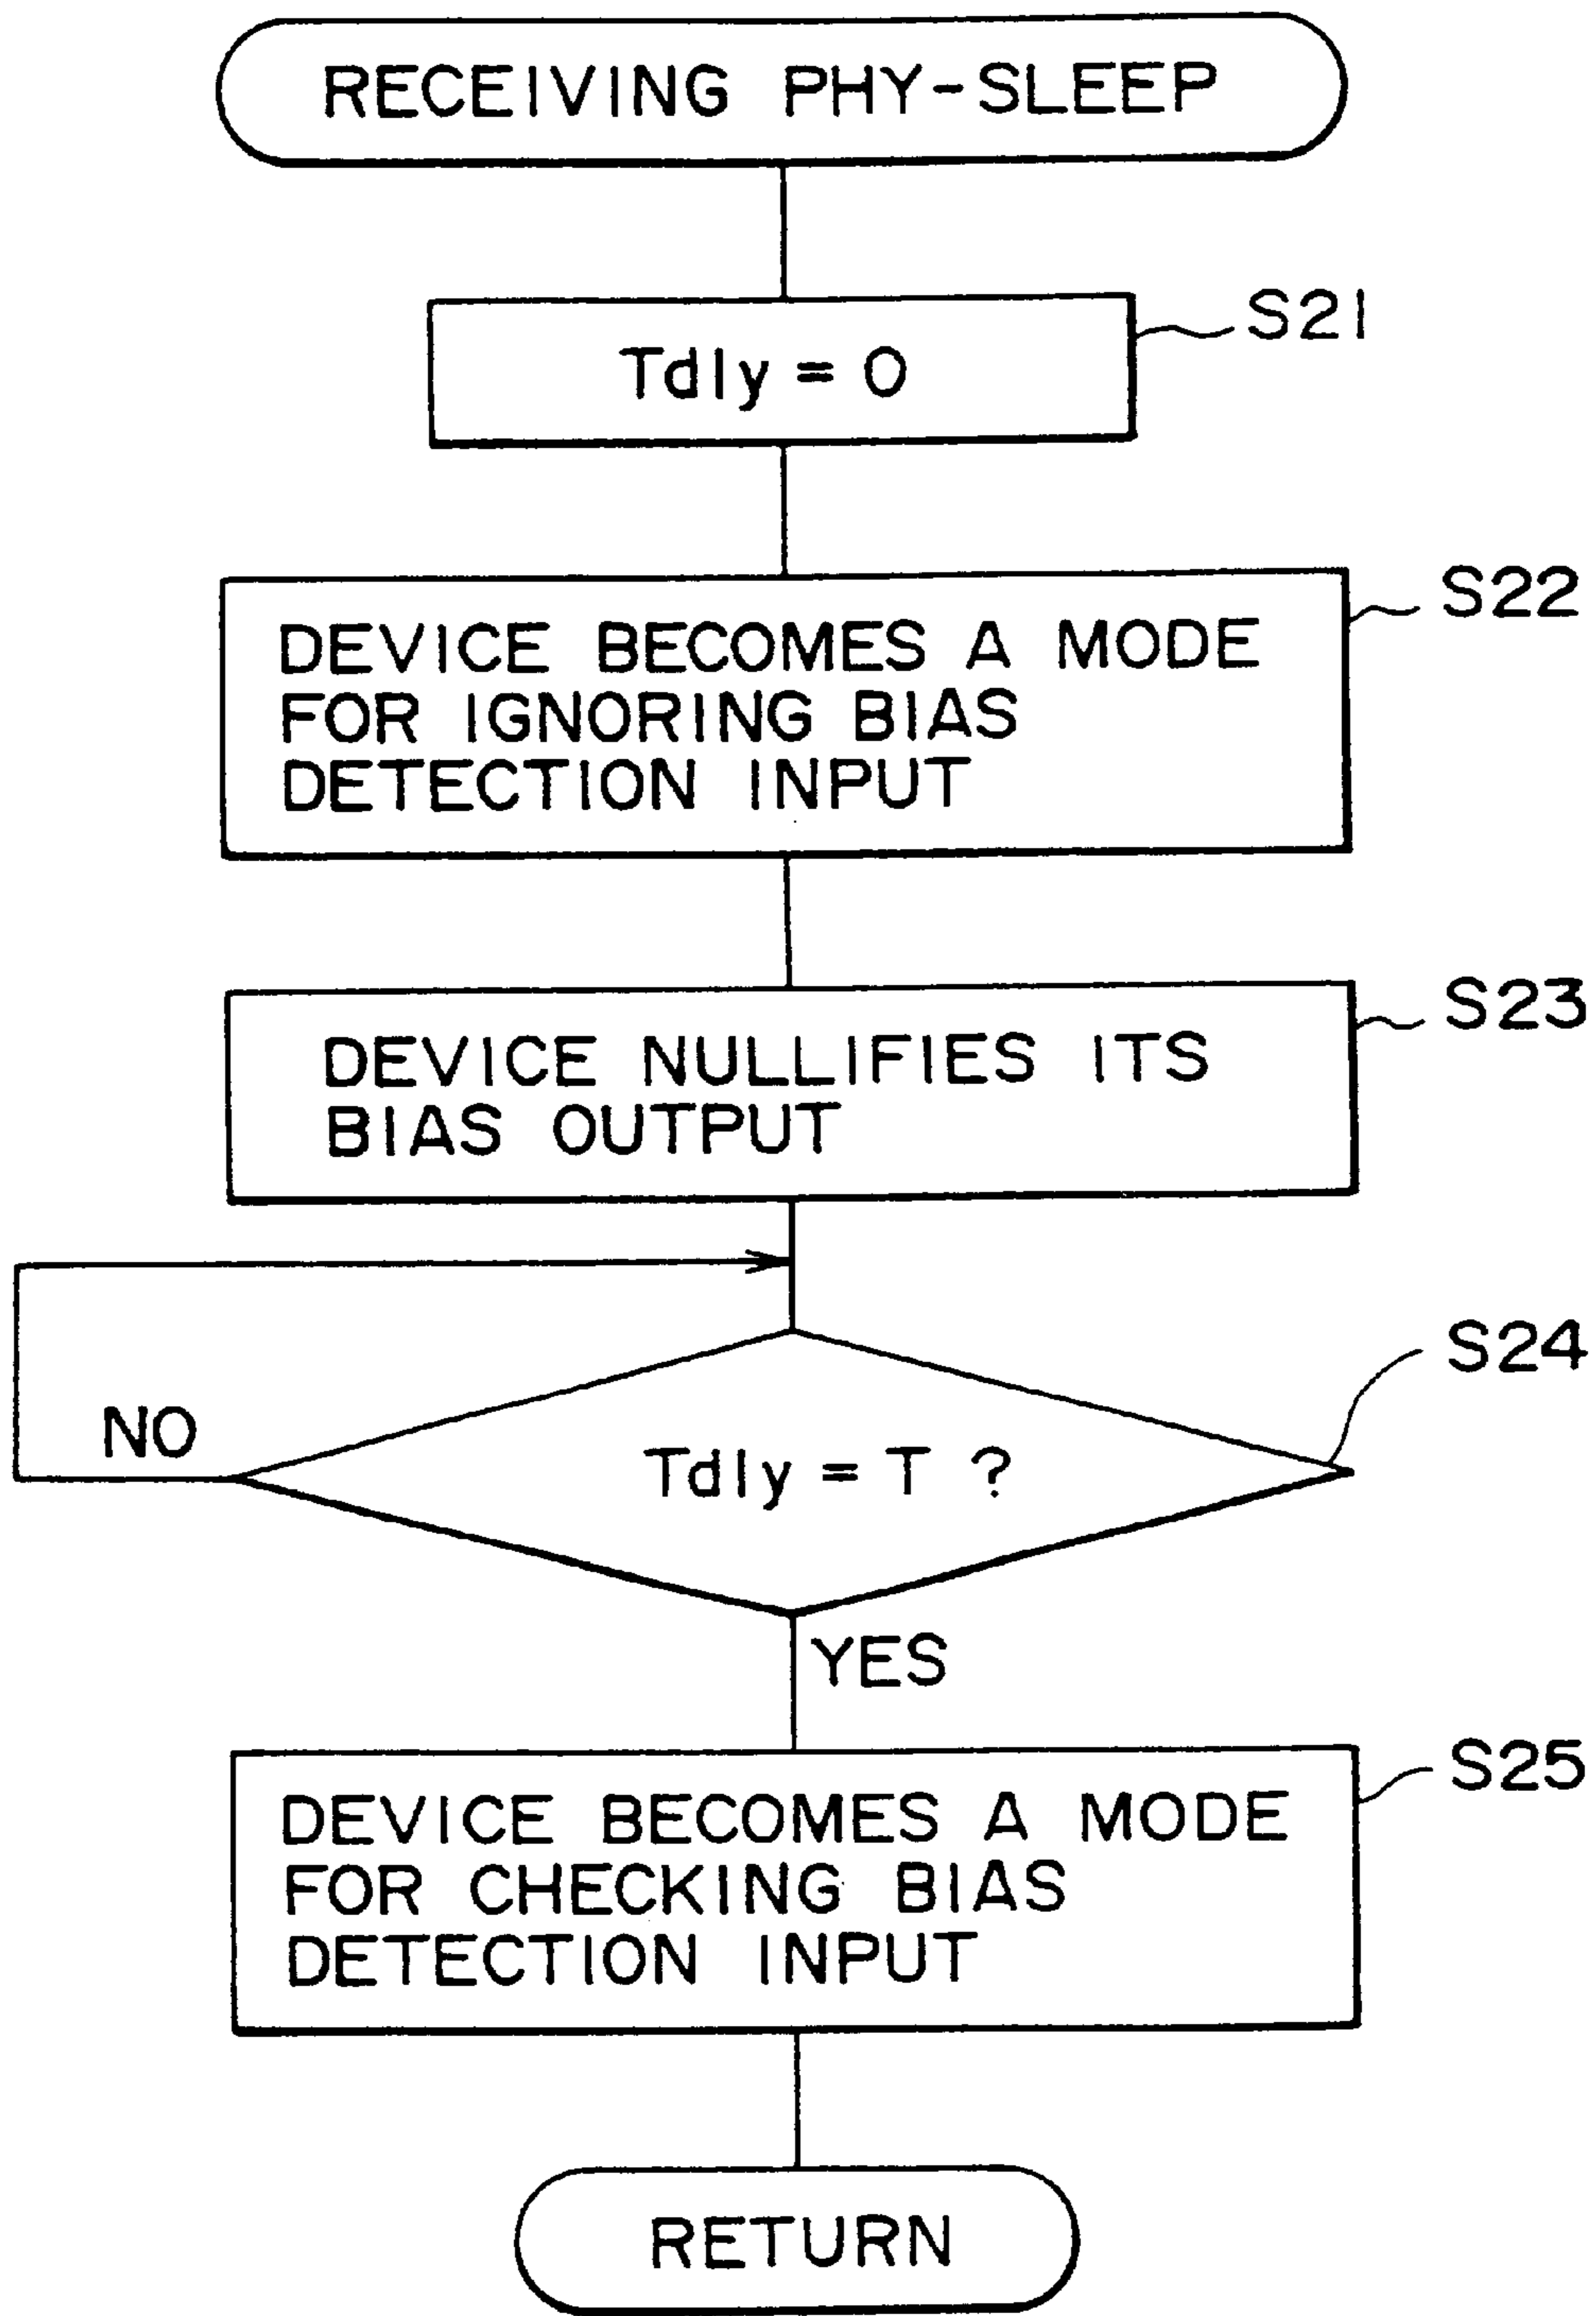 RECEIVING PHY-SLEEP
S21
Tdly = 0
S22
DEVICE BECOMES A MODE
FOR IGNORING BIAS
DETECTION INPUT
S23
DEVICE NULLIFIES ITS
BIAS OUTPUT
S24
NO
Tdly = T ?
YES
S25
DEVICE BECOMES A MODE
FOR CHECKING BIAS
DETECTION INPUT
RETURN